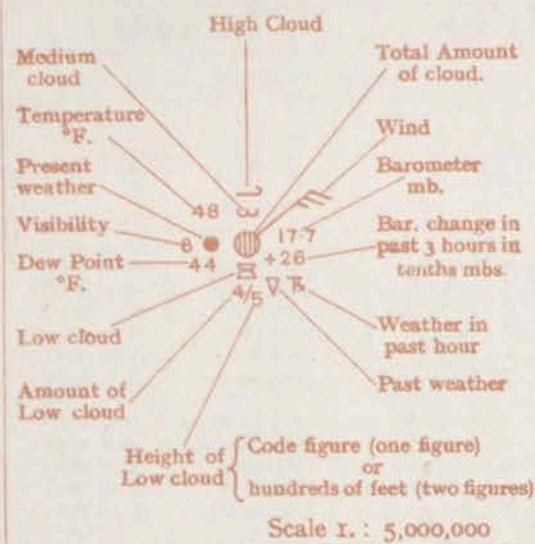 High Cloud
Medium
cloud
Total Amount
of cloud.
Temperature
°F.
Wind
Present
weather
Barometer
mb.
48
Visibility
6
17.7
Bar. change in
past 3 hours in
tenths mbs.
Dew Point
°F.
44
+26
4/5
Low cloud
Weather in
past hour
Amount of
Low cloud
Past weather
Height of
Low cloud
Code figure (one figure)
or
hundreds of feet (two figures)
Scale 1. : 5,000,000